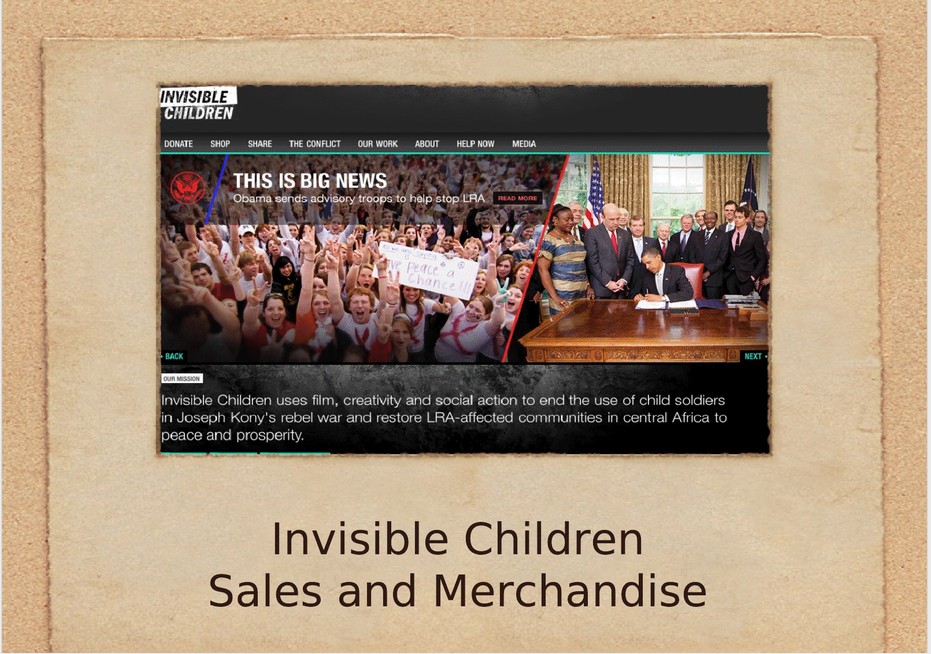 INVISIBLE
CHILDREN
DONATE SHOP SHARE THE CONFLICT OUR WORK ABOUT HELP NOW MEDIA
THIS IS BIG NEWS
Obama sends advisory troops to help stop LRA READ MORE
Peace a
Chance!!!
BACK NEXT
OUR MISSION
Invisible Children uses film, creativity and social action to end the use of child soldiers
in Joseph Kony's rebel war and restore LRA-affected communities in central Africa to
peace and prosperity.
Invisible Children
Sales and Merchandise